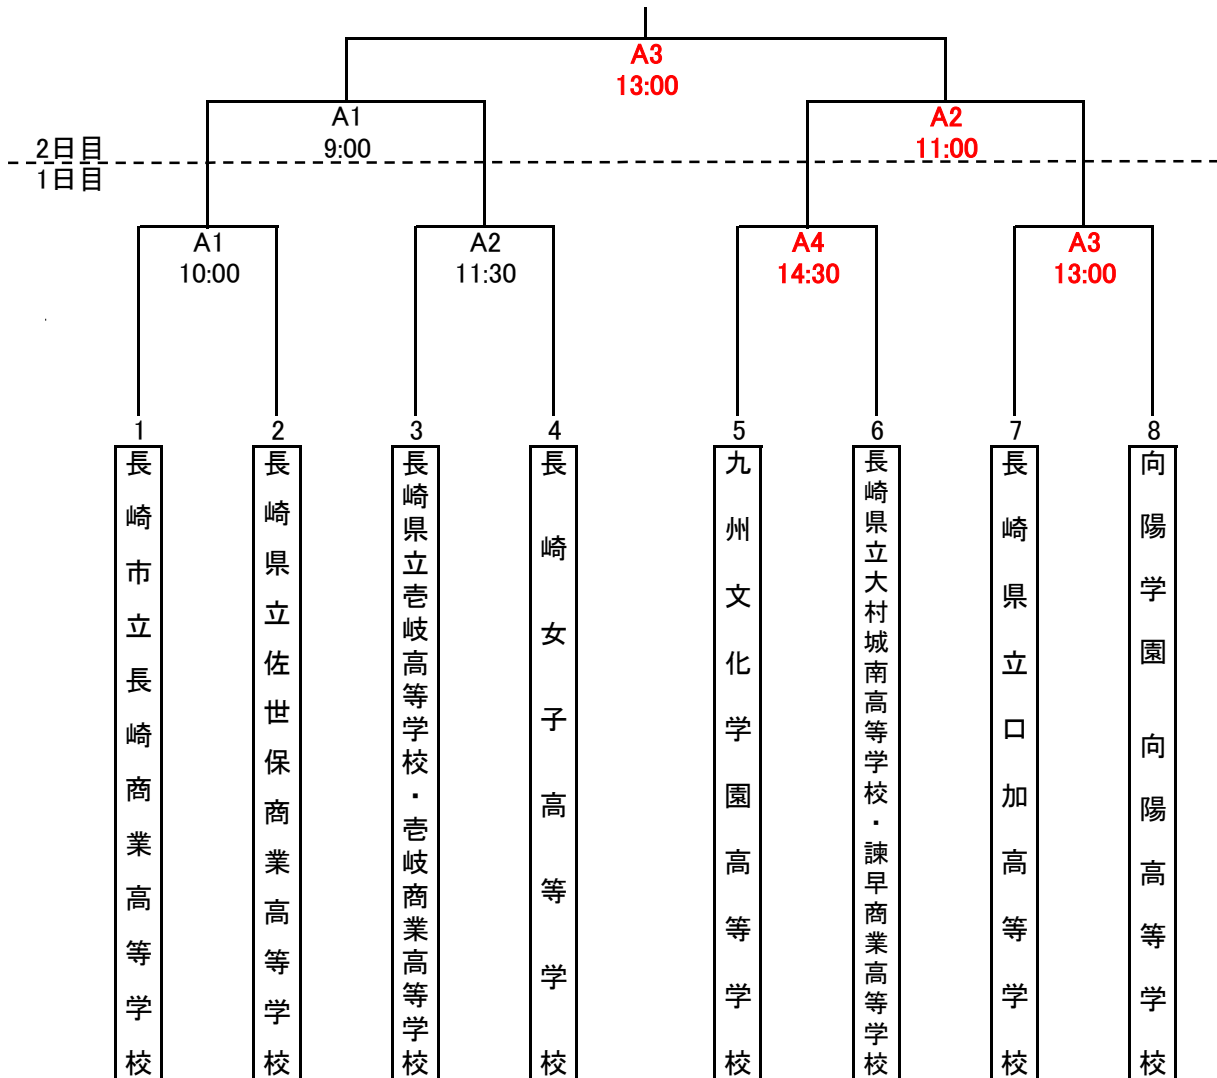 A3
13:00
A1
9:00
A2
11:00
2日目
1日目
A1
10:00
A2
11:30
A4
14:30
A3
13:00
1
2
3
4
5
6
7
8
長崎市立長崎商業高等学校
長崎県立佐世保商業高等学校
長崎県立壱岐高等学校・壱岐商業高等学校
長崎女子高等学校
九州文化学園高等学校
長崎県立大村城南高等学校・諫早商業高等学校
長崎県立口加高等学校
向陽学園 向陽高等学校